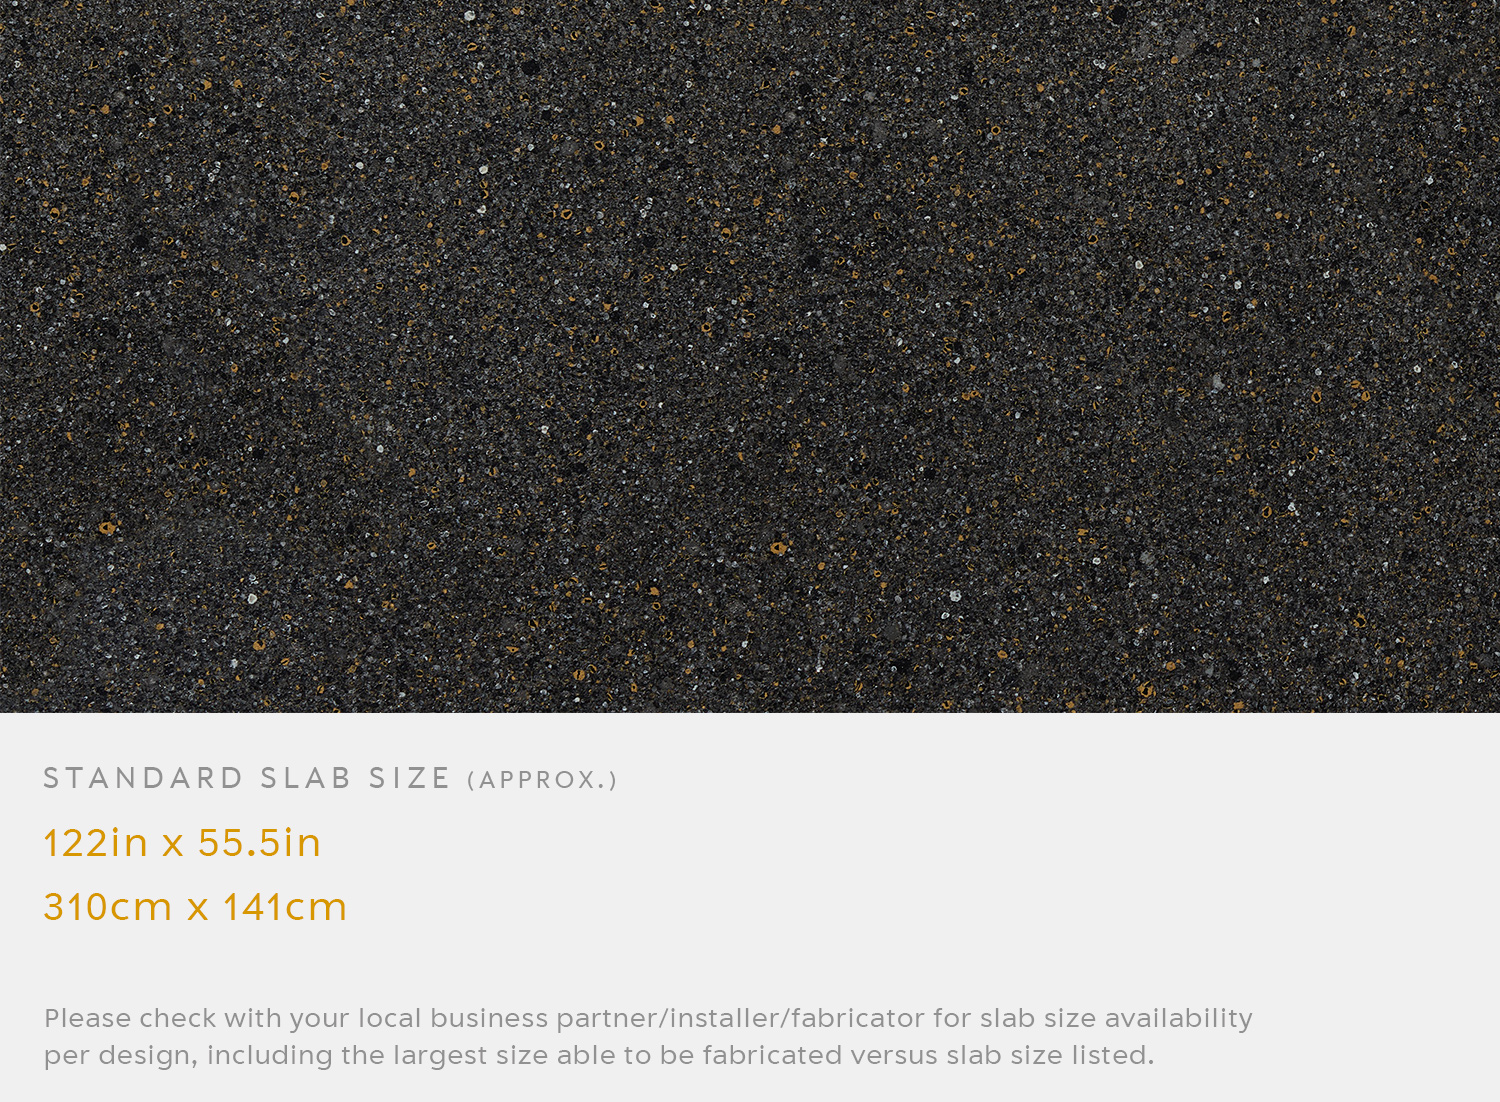 STANDARD SLAB SIZE (APPROX.)
122in x 55.5in
310cm x 141cm
Please check with your local business partner/installer/fabricator for slab size availability
per design, including the largest size able to be fabricated versus slab size listed.